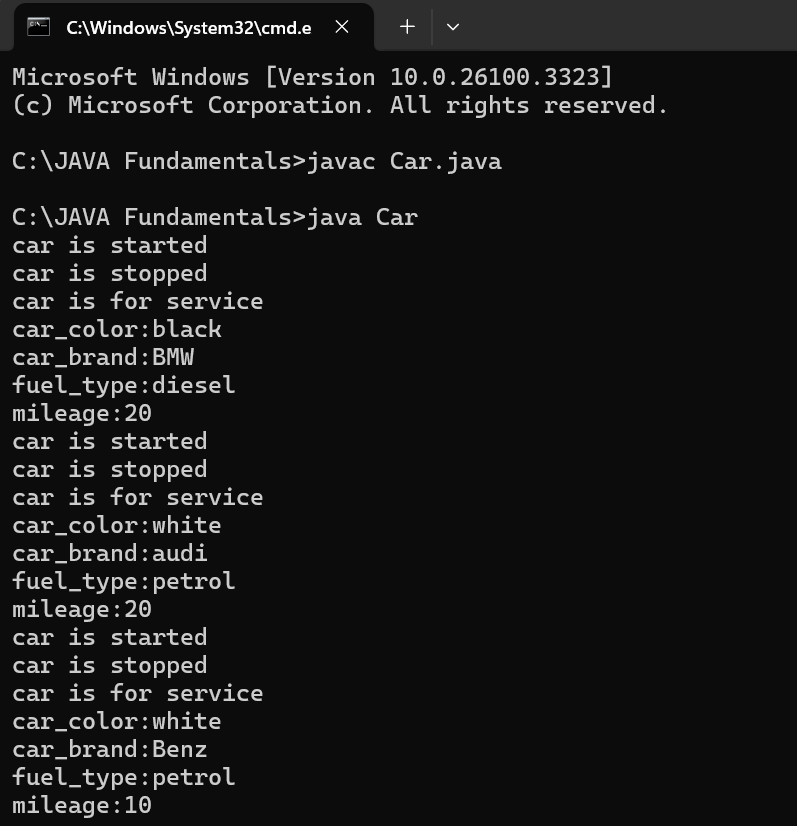 C:\Windows\System32\cmd.e
Microsoft Windows [Version 10.0.26100.3323]
(c) Microsoft Corporation. All rights reserved.
C:\JAVA Fundamentals>javac Car.java
C:\JAVA Fundamentals>java Car
car is started
car is stopped
car is for service
car_color:black
car_brand:BMW
fuel_type:diesel
mileage:20
car is started
car is stopped
car is for service
car_color:white
car_brand:audi
fuel_type:petrol
mileage:20
car is started
car is stopped
car is for service
car_color:white
car_brand:Benz
fuel_type:petrol
mileage:10